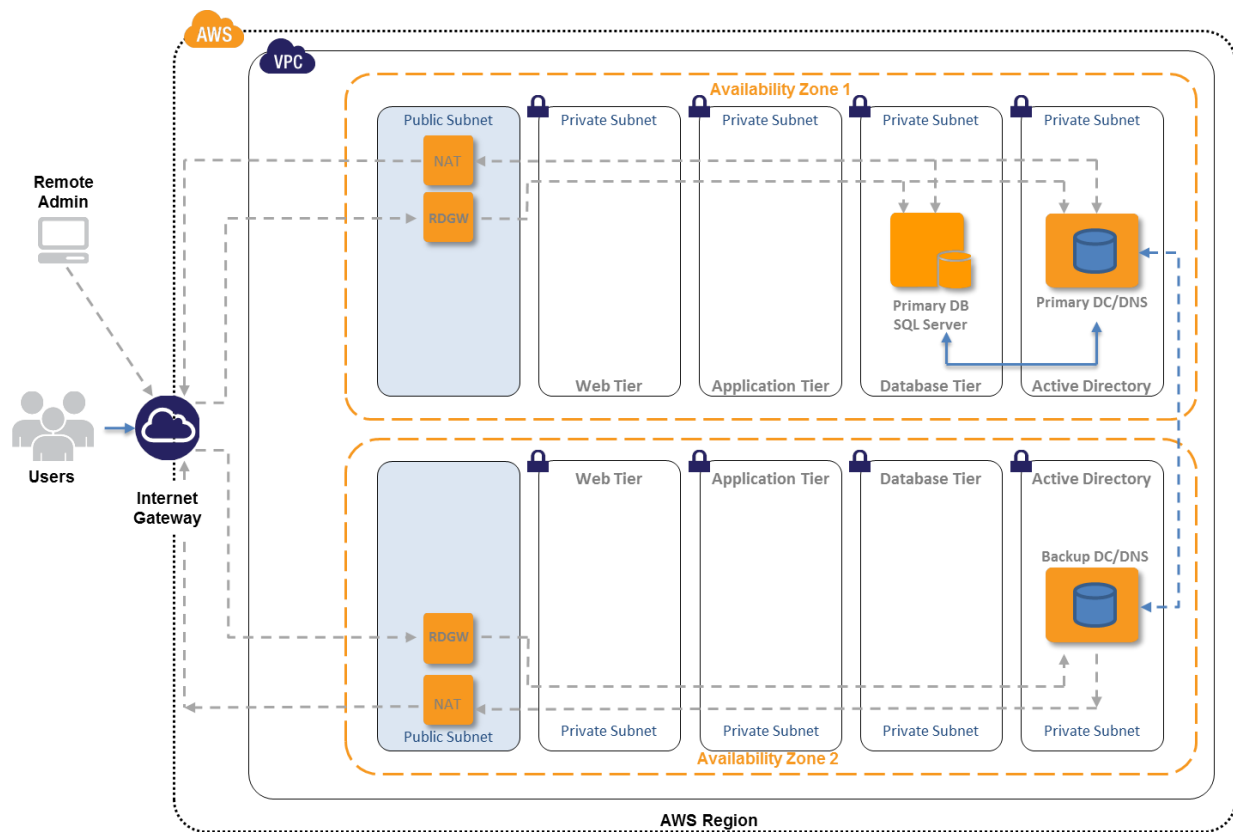 AWS
VPC
Availability Zone 1
Public Subnet
Private Subnet
Private Subnet
Private Subnet
Private Subnet
NAT
RDGW
Remote
Admin
Primary DB
SQL Server
Primary DC/DNS
Web Tier
Application Tier
Database Tier
Active Directory
Users
Internet
Gateway
Web Tier
Application Tier
Database Tier
Active Directory
Backup DC/DNS
RDGW
NAT
Public Subnet
Private Subnet
Private Subnet
Private Subnet
Private Subnet
Availability Zone 2
AWS Region